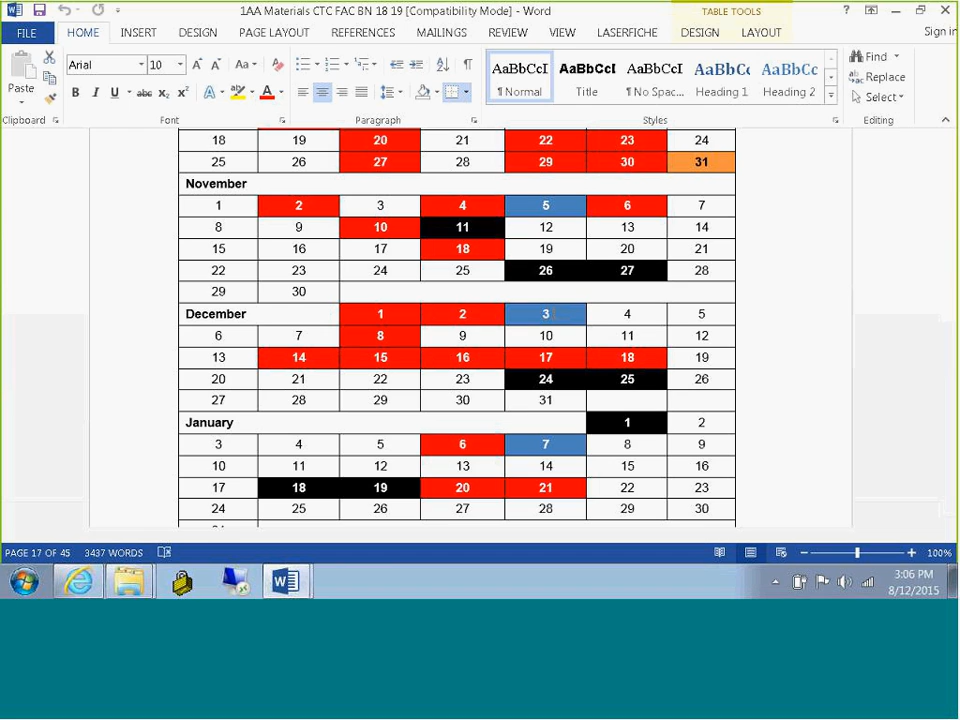 1AA Materials CTC FAC BN 18 19 [Compatibility Mode] - Word
TABLE TOOLS
?
FILE HOME INSERT DESIGN PAGE LAYOUT REFERENCES MAILINGS REVIEW VIEW LASERFICHE DESIGN LAYOUT Sign in
Paste
Arial 10
Aa
B I U abc x₂ x²
A A
AaBbCcI AaBbCcI AaBbCcI AaBbCc AaBbCc
¶ Normal Title ¶ No Spac... Heading 1 Heading 2
Find
Replace
Select
Clipboard Font Paragraph Styles Editing
18 19 20 21 22 23 24
25 26 27 28 29 30 31
November
1 2 3 4 5 6 7
8 9 10 11 12 13 14
15 16 17 18 19 20 21
22 23 24 25 26 27 28
29 30
December 1 2 3 4 5
6 7 8 9 10 11 12
13 14 15 16 17 18 19
20 21 22 23 24 25 26
27 28 29 30 31
January 1 2
3 4 5 6 7 8 9
10 11 12 13 14 15 16
17 18 19 20 21 22 23
24 25 26 27 28 29 30
PAGE 17 OF 45 3437 WORDS 100%
3:06 PM
8/12/2015